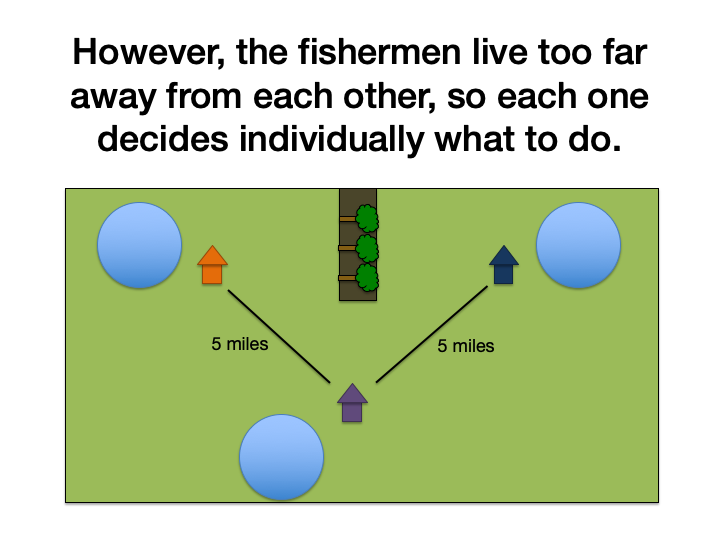 However, the fishermen live too far
away from each other, so each one
decides individually what to do.
5 miles
5 miles